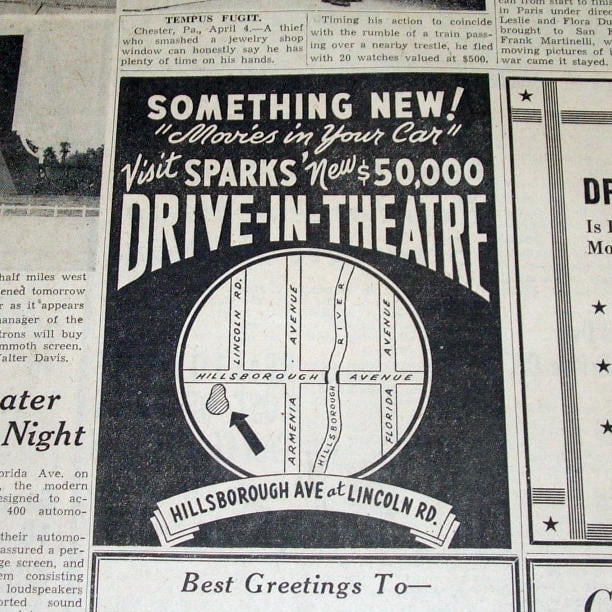 TEMPUS FUGIT.
Chester, Pa., April 4.—A thief
who smashed a jewelry shop
window can honestly say he has
plenty of time on his hands.
Timing his action to coincide
with the rumble of a train pass-
ing over a nearby trestle, he fled
with 20 watches valued at $500.
in Paris under
Leslie and Flora
brought to San
Frank Martinelli,
moving pictures of
war came it stayed.
SOMETHING NEW!
"Movies in Your Car"
Visit SPARKS' New $50,000
DRIVE-IN-THEATRE
LINCOLN RD.
ARMENIA AVENUE
HILLSBOROUGH RIVER
FLORIDA AVENUE
HILLSBOROUGH AVENUE
HILLSBOROUGH AVE at LINCOLN RD.
Best Greetings To—
half miles west
ened tomorrow
as it appears
anager of the
trons will buy
mmoth screen.
alter Davis.
ater
Night
orida Ave. on
the modern
esigned to ac-
400 automo-
their automo-
assured a per-
ge screen, and
em consisting
loudspeakers
orted sound
DR
Is
Mo